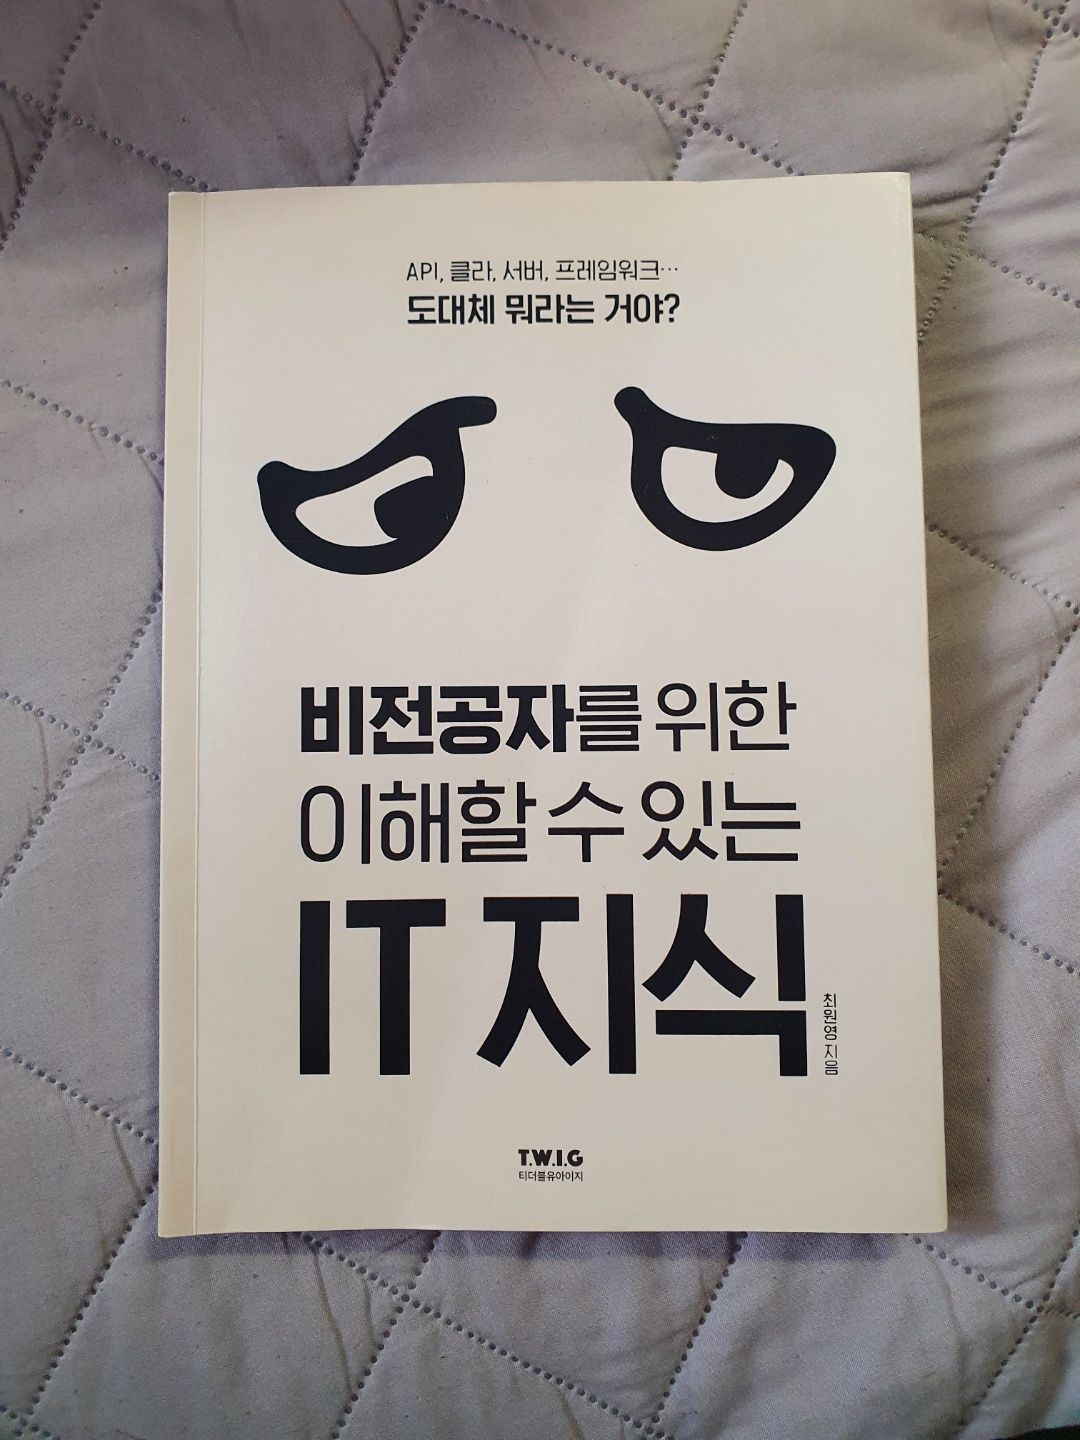 API, 클라, 서버, 프레임워크…
도대체 뭐라는 거야?
비전공자를 위한
이해할 수 있는
IT 지식
최원영 지음
T.W.I.G
티더블유아이지